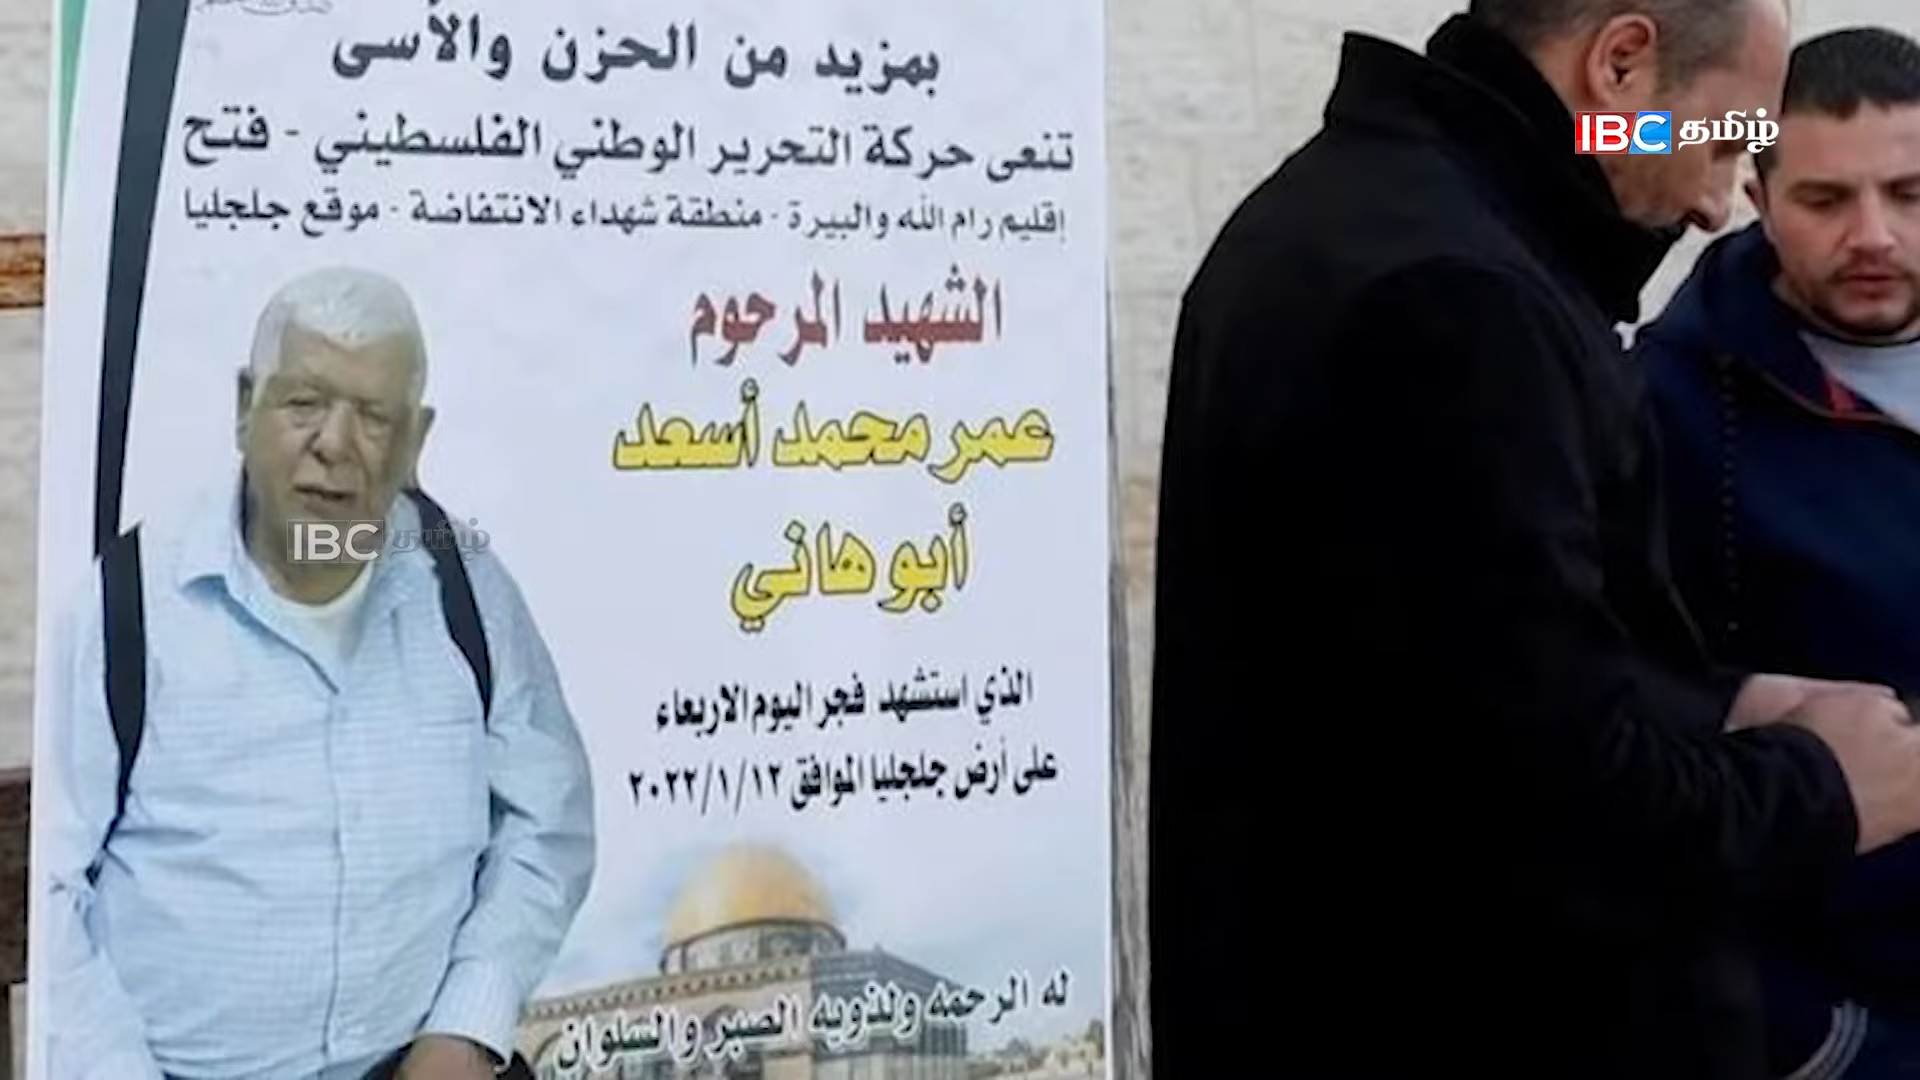 بمزيد من الحزن والأسى
تنعى حركة التحرير الوطني الفلسطيني - فتح
إقليم رام الله والبيرة - منطقة شهداء الانتفاضة - موقع جلجليا
الشهيد المرحوم
عمر محمد أسعد
أبو هاني
الذي استشهد فجر اليوم الاربعاء
على أرض جلجليا الموافق ٢٠٢٢/١/١٢
له الرحمه ولذويه الصبر والسلوان
IBC தமிழ்
IBC தமிழ்